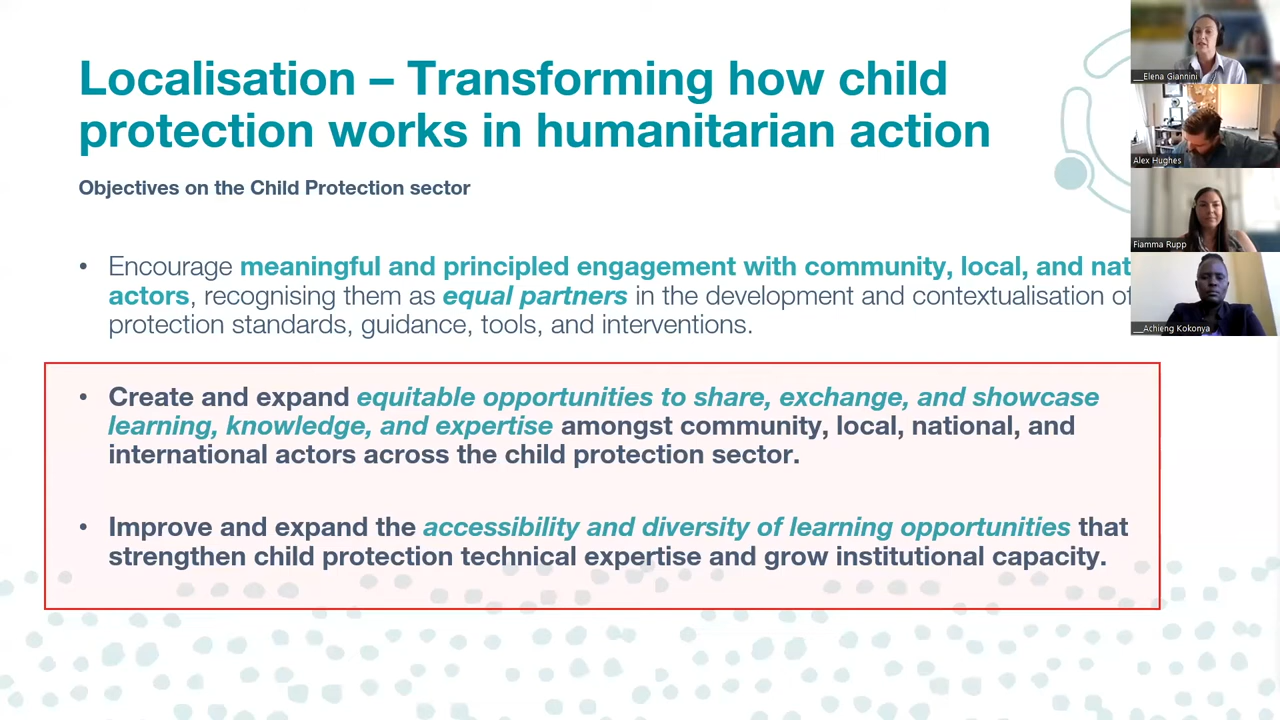 Localisation – Transforming how child
protection works in humanitarian action
Objectives on the Child Protection sector
• Encourage meaningful and principled engagement with community, local, and nat
actors, recognising them as equal partners in the development and contextualisation of
protection standards, guidance, tools, and interventions.
• Create and expand equitable opportunities to share, exchange, and showcase
learning, knowledge, and expertise amongst community, local, national, and
international actors across the child protection sector.
• Improve and expand the accessibility and diversity of learning opportunities that
strengthen child protection technical expertise and grow institutional capacity.
__Elena Giannini
Alex Hughes
Fiamma Rupp
__Achieng Kokonya